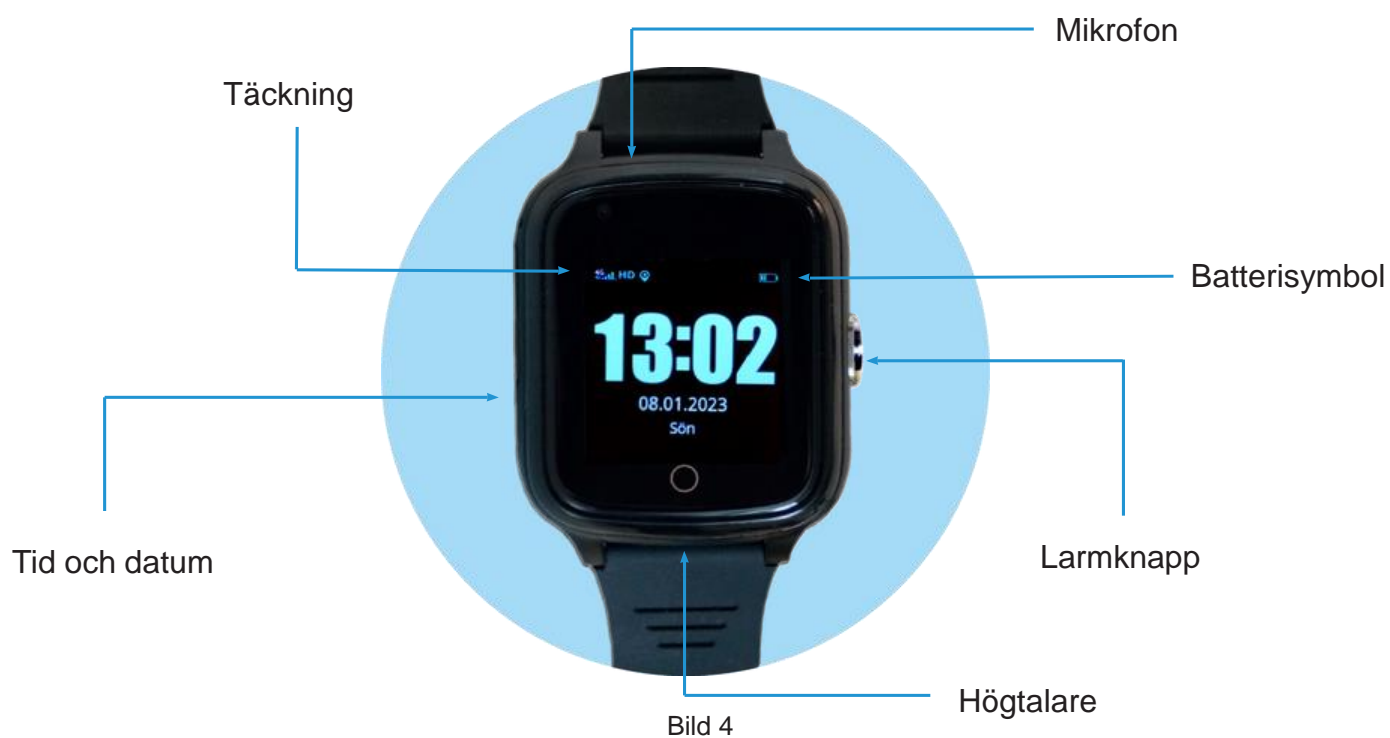 Mikrofon
Täckning
Batterisymbol
HD
13:02
08.01.2023
Sön
Tid och datum
Larmknapp
Högtalare
Bild 4